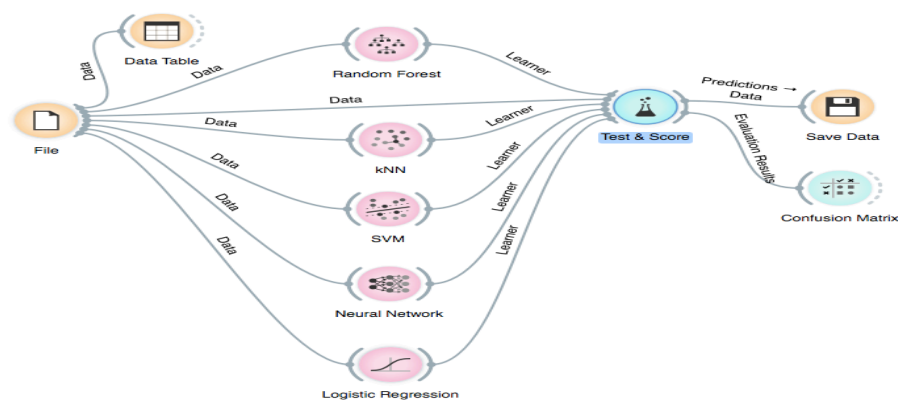 Data Table
Data
File
Data
Random Forest
Learner
Data
Data
kNN
Learner
Data
SVM
Learner
Data
Neural Network
Learner
Data
Logistic Regression
Learner
Test & Score
Predictions →
Data
Save Data
Evaluation Results
Confusion Matrix